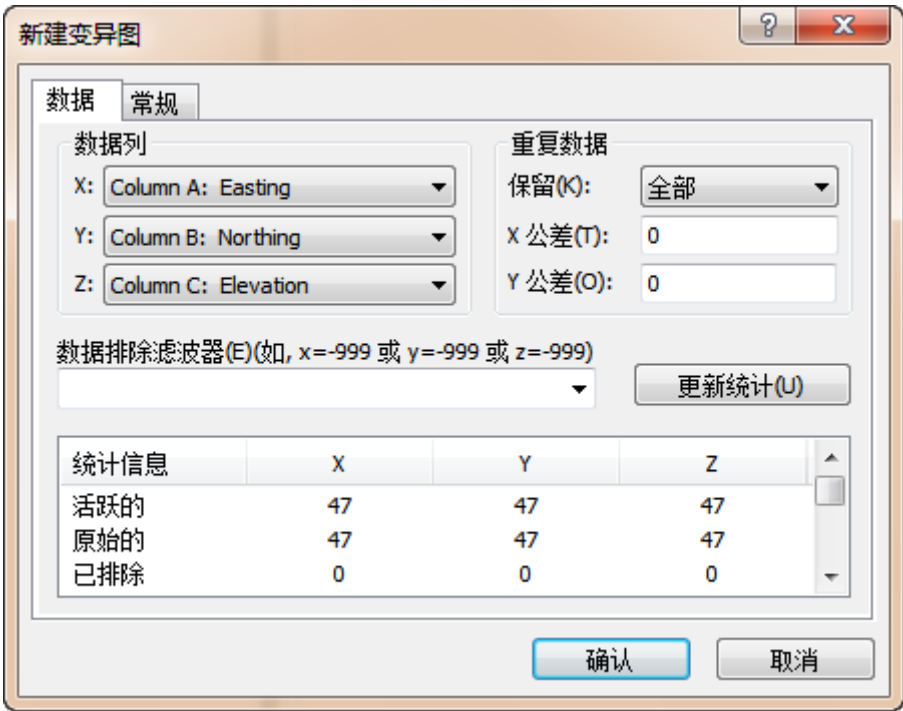 新建变异图
数据 常规
数据列
X: Column A: Easting
Y: Column B: Northing
Z: Column C: Elevation
重复数据
保留(K): 全部
X 公差(T): 0
Y 公差(O): 0
数据排除滤波器(E)(如, x=-999 或 y=-999 或 z=-999)
更新统计(U)
统计信息 X Y Z
活跃的 47 47 47
原始的 47 47 47
已排除 0 0 0
确认 取消